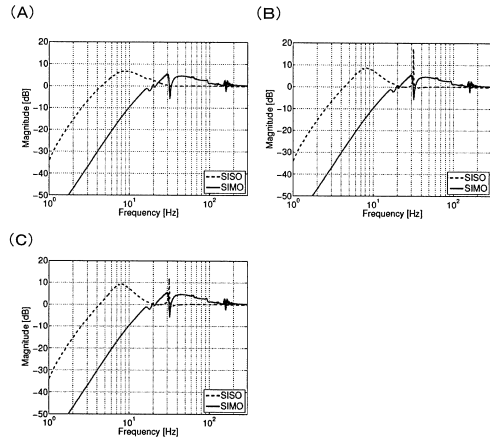 (A)
20
10
0
-10
-20
-30
-40
-50
Magnitude [dB]
10^0
10^1
10^2
Frequency [Hz]
SISO
SIMO
(B)
20
10
0
-10
-20
-30
-40
-50
Magnitude [dB]
10^0
10^1
10^2
Frequency [Hz]
SISO
SIMO
(C)
20
10
0
-10
-20
-30
-40
-50
Magnitude [dB]
10^0
10^1
10^2
Frequency [Hz]
SISO
SIMO